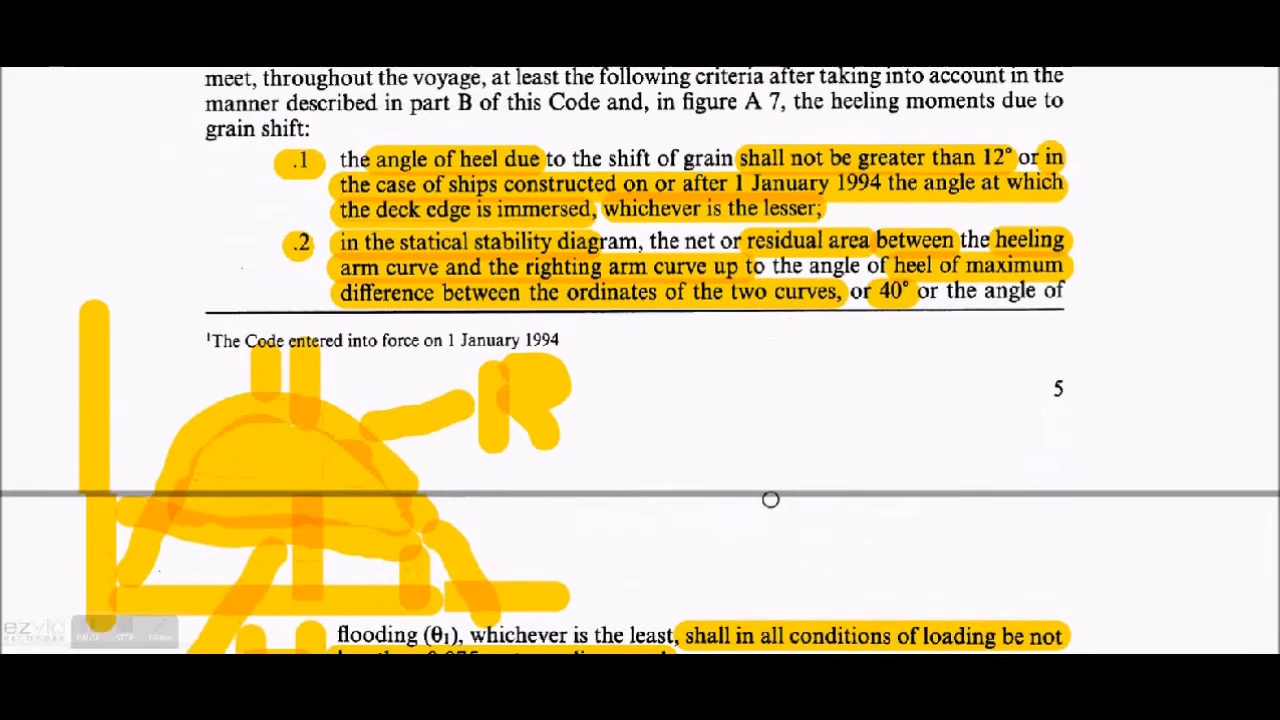 meet, throughout the voyage, at least the following criteria after taking into account in the
manner described in part B of this Code and, in figure A 7, the heeling moments due to
grain shift:
.1 the angle of heel due to the shift of grain shall not be greater than 12° or in
the case of ships constructed on or after 1 January 1994 the angle at which
the deck edge is immersed, whichever is the lesser;
.2 in the statical stability diagram, the net or residual area between the heeling
arm curve and the righting arm curve up to the angle of heel of maximum
difference between the ordinates of the two curves, or 40° or the angle of
¹The Code entered into force on 1 January 1994
5
R
flooding (θ₁), whichever is the least, shall in all conditions of loading be not